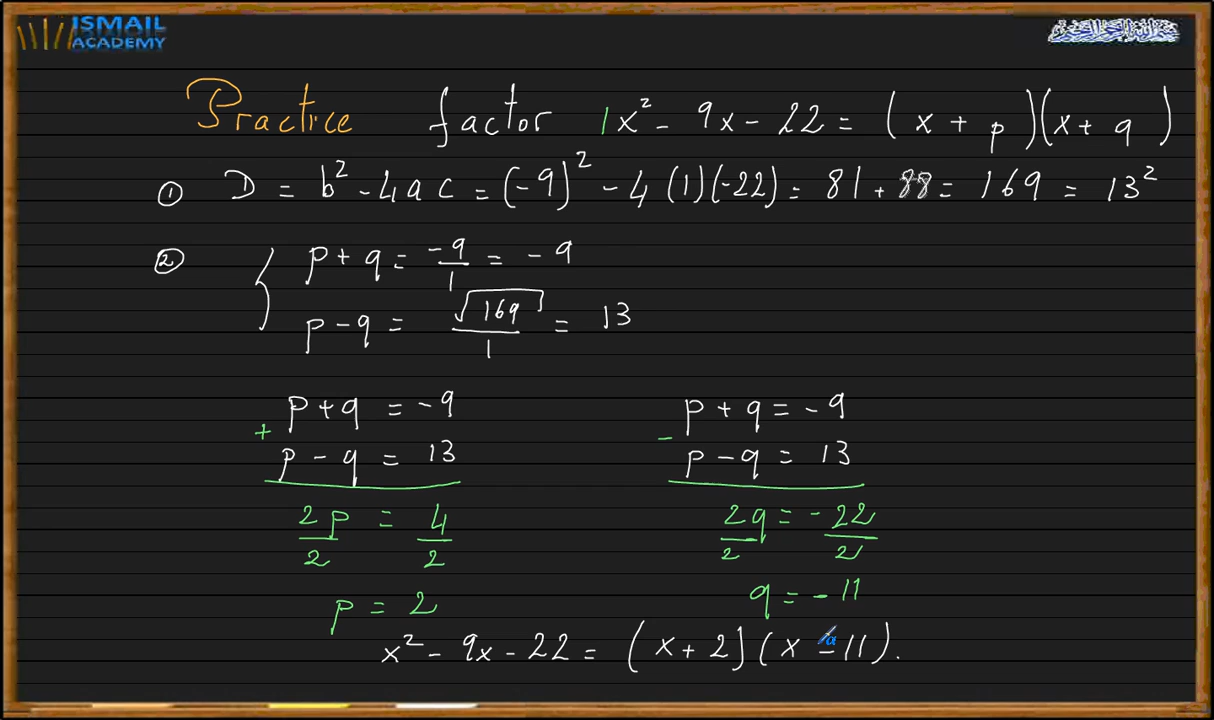 ISMAIL
ACADEMY
Practice factor 1x² - 9x - 22 = (x + p)(x + q)
① D = b² - 4ac = (-9)² - 4(1)(-22) = 81 + 88 = 169 = 13²
② { p + q = -9/1 = -9
p - q = √169/1 = 13
p + q = -9
+
p - q = 13
2p/2 = 4/2
p = 2
p + q = -9
-
p - q = 13
2q/2 = -22/2
q = -11
x² - 9x - 22 = (x + 2)(x - 11).